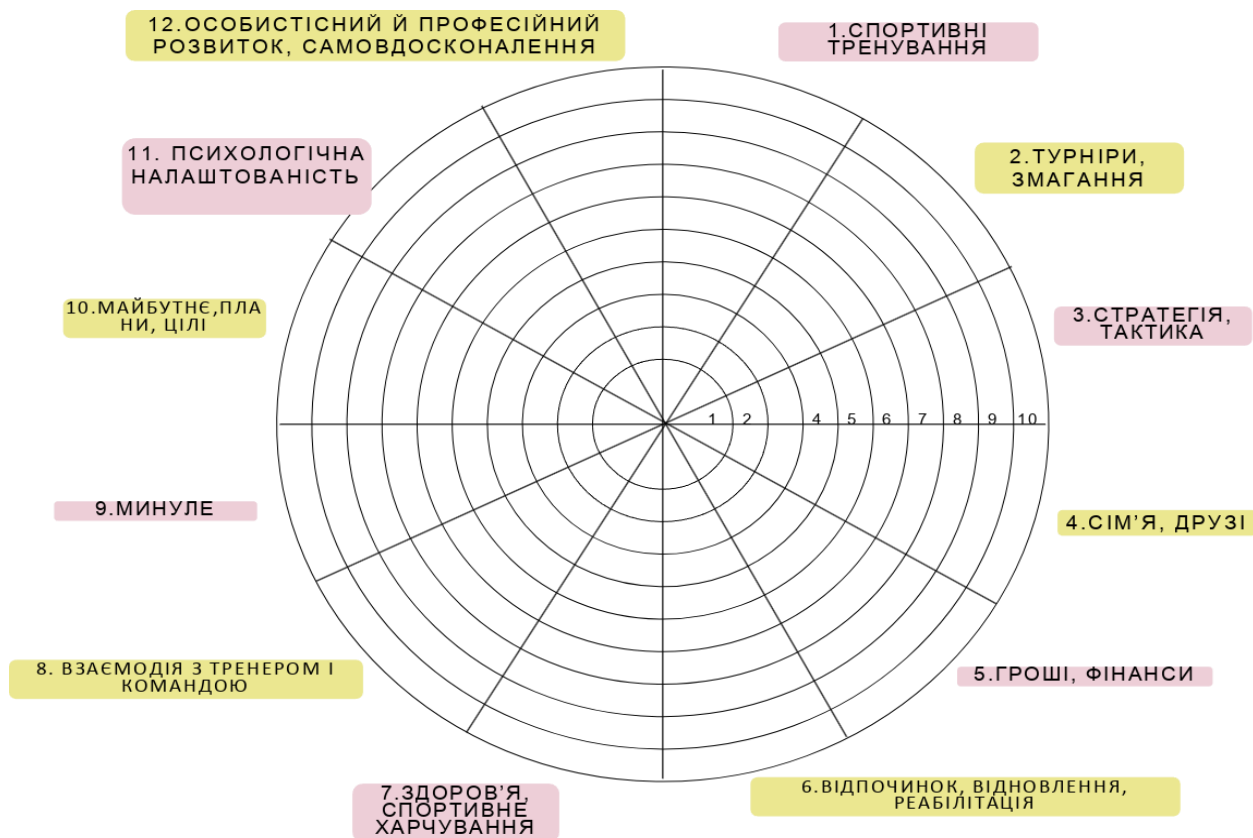 12.ОСОБИСТІСНИЙ Й ПРОФЕСІЙНИЙ
РОЗВИТОК, САМОВДОСКОНАЛЕННЯ
1.СПОРТИВНІ
ТРЕНУВАННЯ
11. ПСИХОЛОГІЧНА
НАЛАШТОВАНІСТЬ
2.ТУРНІРИ,
ЗМАГАННЯ
10.МАЙБУТНЄ,ПЛА
НИ, ЦІЛІ
3.СТРАТЕГІЯ,
ТАКТИКА
1 2 4 5 6 7 8 9 10
9.МИНУЛЕ
4.СІМ’Я, ДРУЗІ
8. ВЗАЄМОДІЯ З ТРЕНЕРОМ І
КОМАНДОЮ
5.ГРОШІ, ФІНАНСИ
7.ЗДОРОВ’Я,
СПОРТИВНЕ
ХАРЧУВАННЯ
6.ВІДПОЧИНОК, ВІДНОВЛЕННЯ,
РЕАБІЛІТАЦІЯ